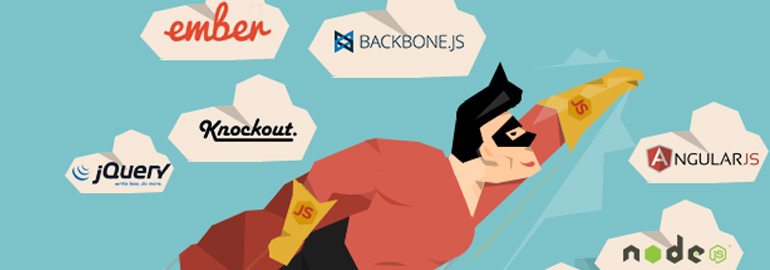 ember
BACKBONE.JS
JS
Knockout.
ANGULARJS
jQuery
write less, do more.
JS
node
JS